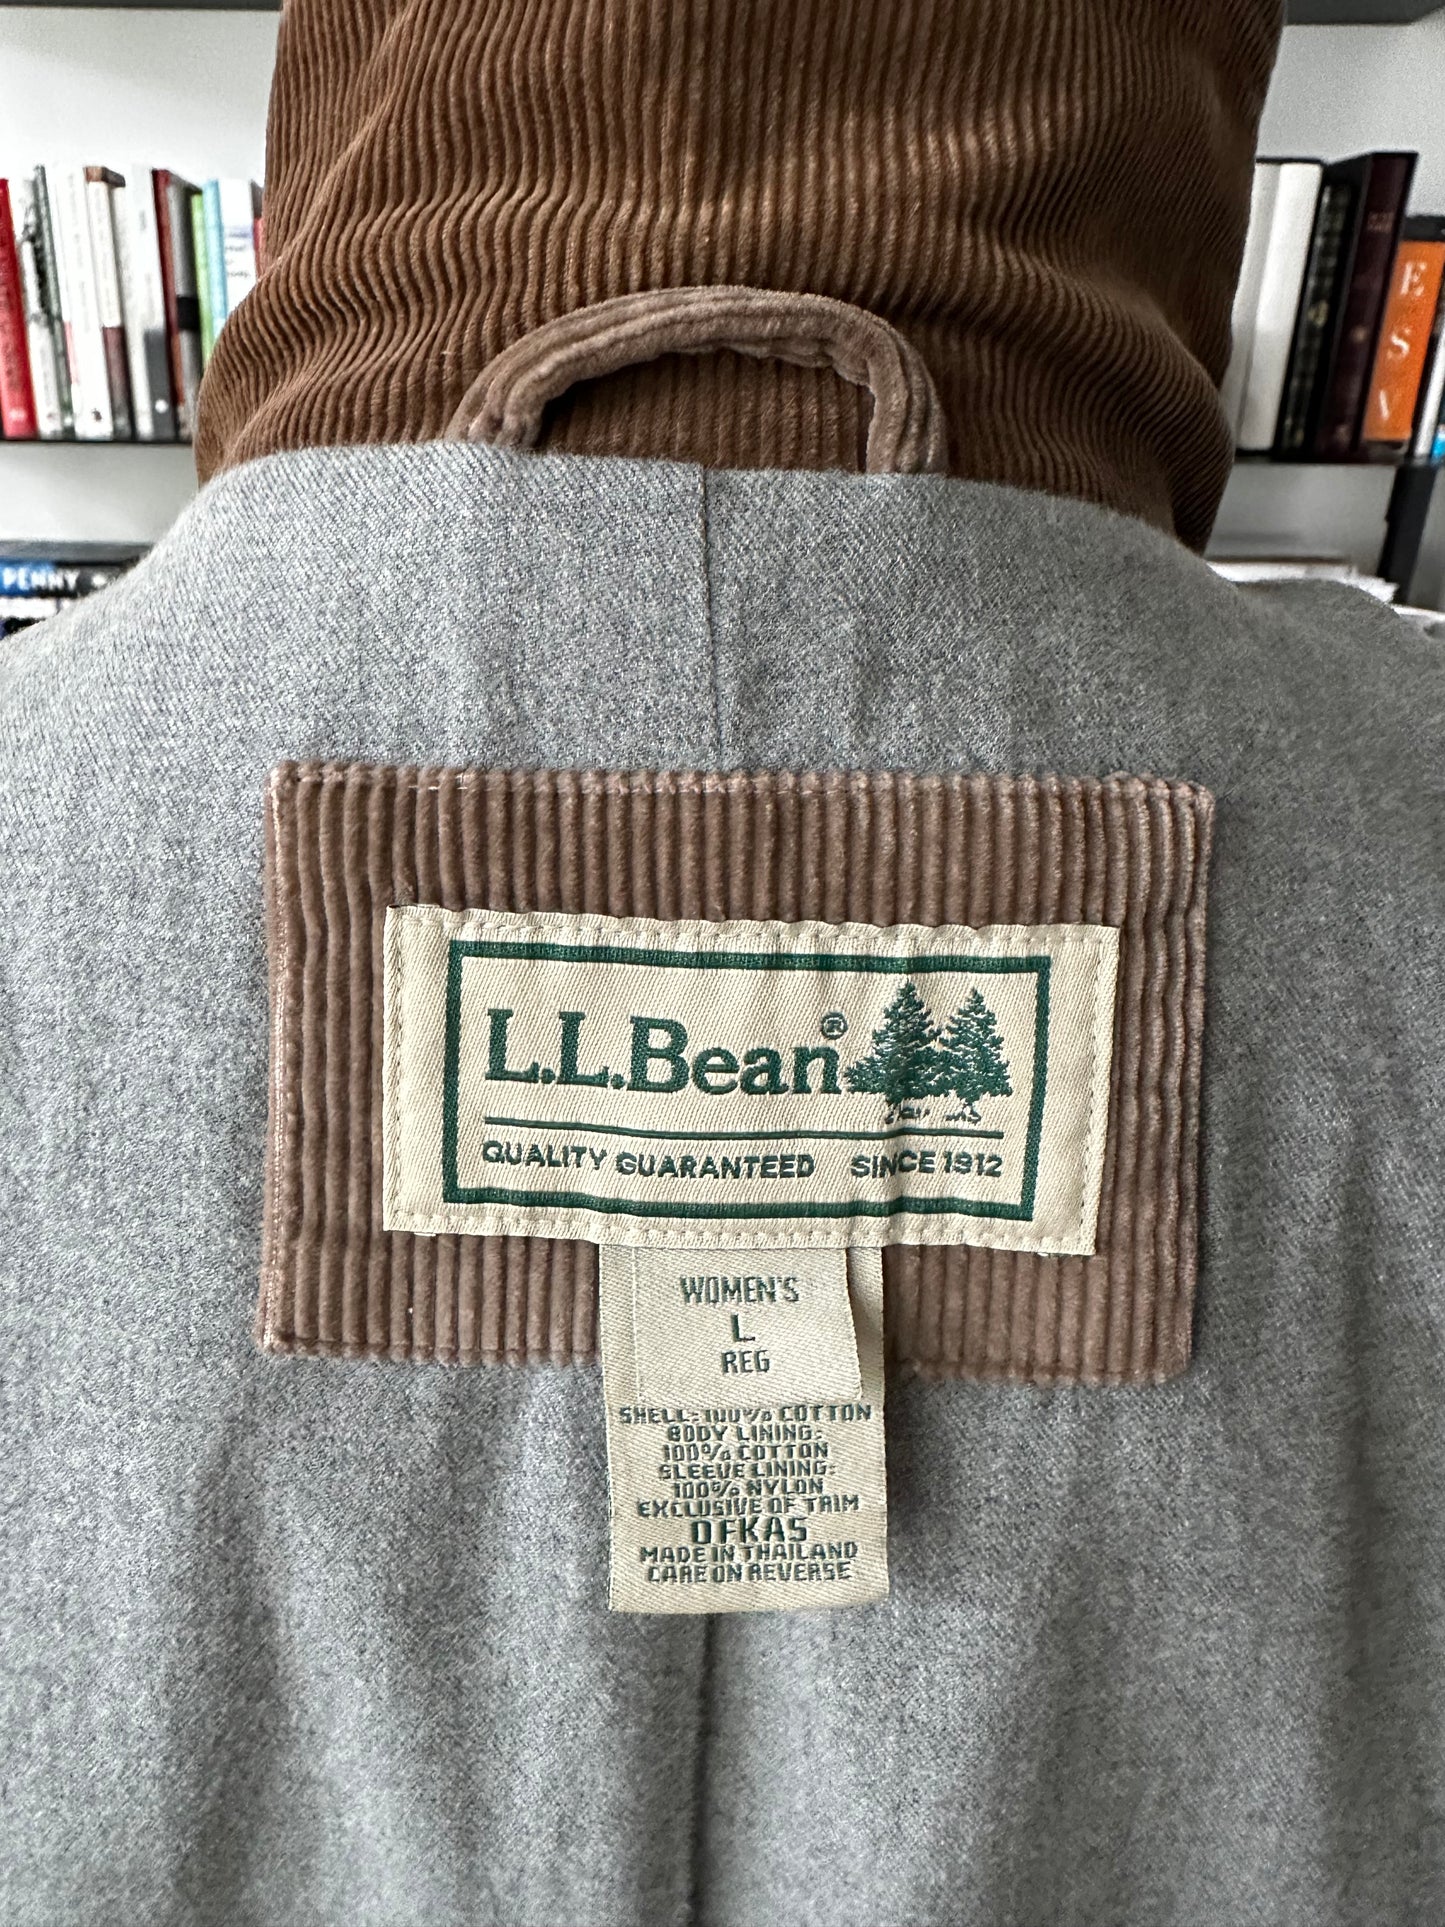 ESV
PENNY
L.L.Bean®
QUALITY GUARANTEED SINCE 1912
WOMEN'S
L
REG
SHELL: 100% COTTON
BODY LINING:
100% COTTON
SLEEVE LINING:
100% NYLON
EXCLUSIVE OF TRIM
0FKA5
MADE IN THAILAND
CARE ON REVERSE